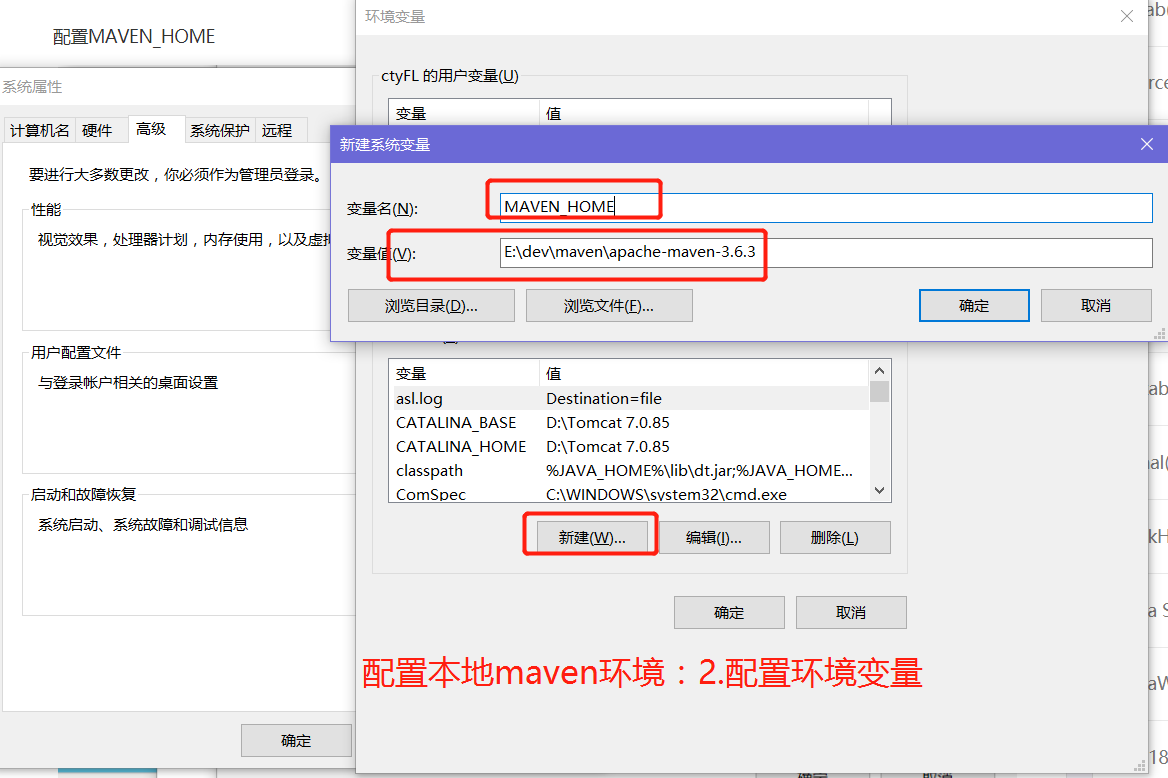 配置MAVEN_HOME
环境变量
系统属性
计算机名 硬件 高级 系统保护 远程
要进行大多数更改，你必须作为管理员登录。
性能
视觉效果，处理器计划，内存使用，以及虚拟
用户配置文件
与登录帐户相关的桌面设置
启动和故障恢复
系统启动、系统故障和调试信息
确定
ctyFL 的用户变量(U)
变量 值
新建系统变量
变量名(N): MAVEN_HOME
变量值(V): E:\dev\maven\apache-maven-3.6.3
浏览目录(D)... 浏览文件(F)... 确定 取消
变量 值
asl.log Destination=file
CATALINA_BASE D:\Tomcat 7.0.85
CATALINA_HOME D:\Tomcat 7.0.85
classpath %JAVA_HOME%\lib\dt.jar;%JAVA_HOME...
ComSpec C:\WINDOWS\system32\cmd.exe
新建(W)... 编辑(I)... 删除(L)
确定 取消
配置本地maven环境：2.配置环境变量